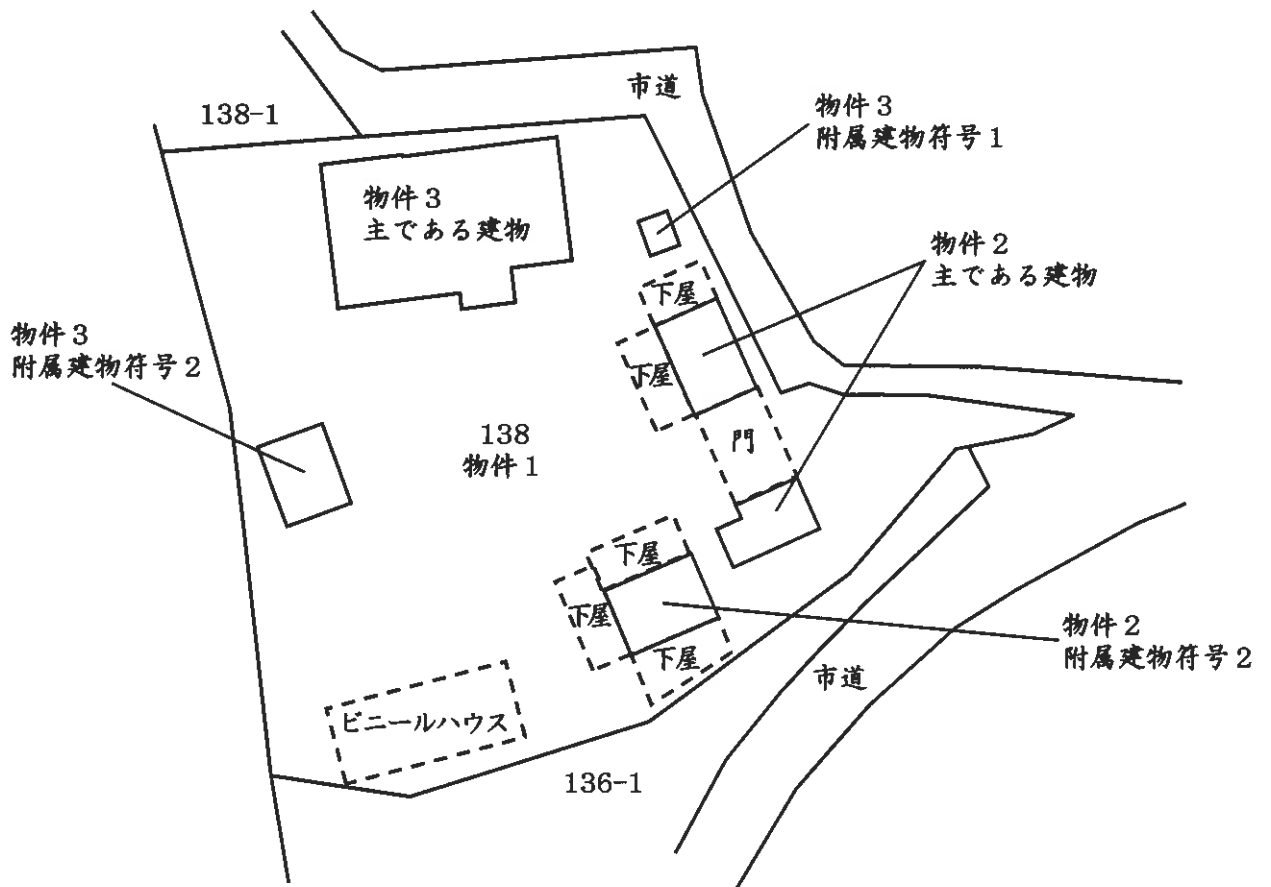 市道
138-1
物件3
附属建物符号1
物件3
主である建物
物件2
主である建物
下屋
物件3
附属建物符号2
下屋
138
物件1
門
下屋
下屋
物件2
附属建物符号2
下屋
市道
ビニールハウス
136-1